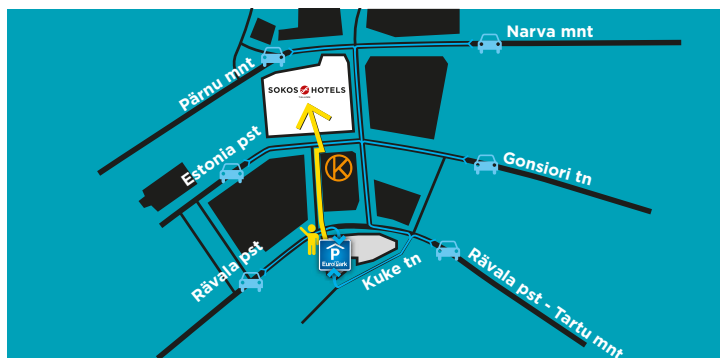 Narva mnt
Pärnu mnt
SOKOS HOTELS
Estonia pst
K
Gonsiori tn
P
EuroPark
Rävala pst
Kuke tn
Rävala pst - Tartu mnt